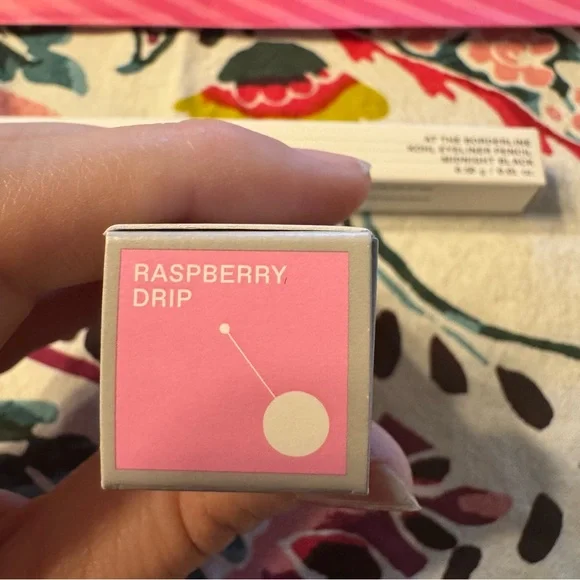 AT THE BORDERLINE
KOHL EYELINER PENCIL
MIDNIGHT BLACK
RASPBERRY
DRIP